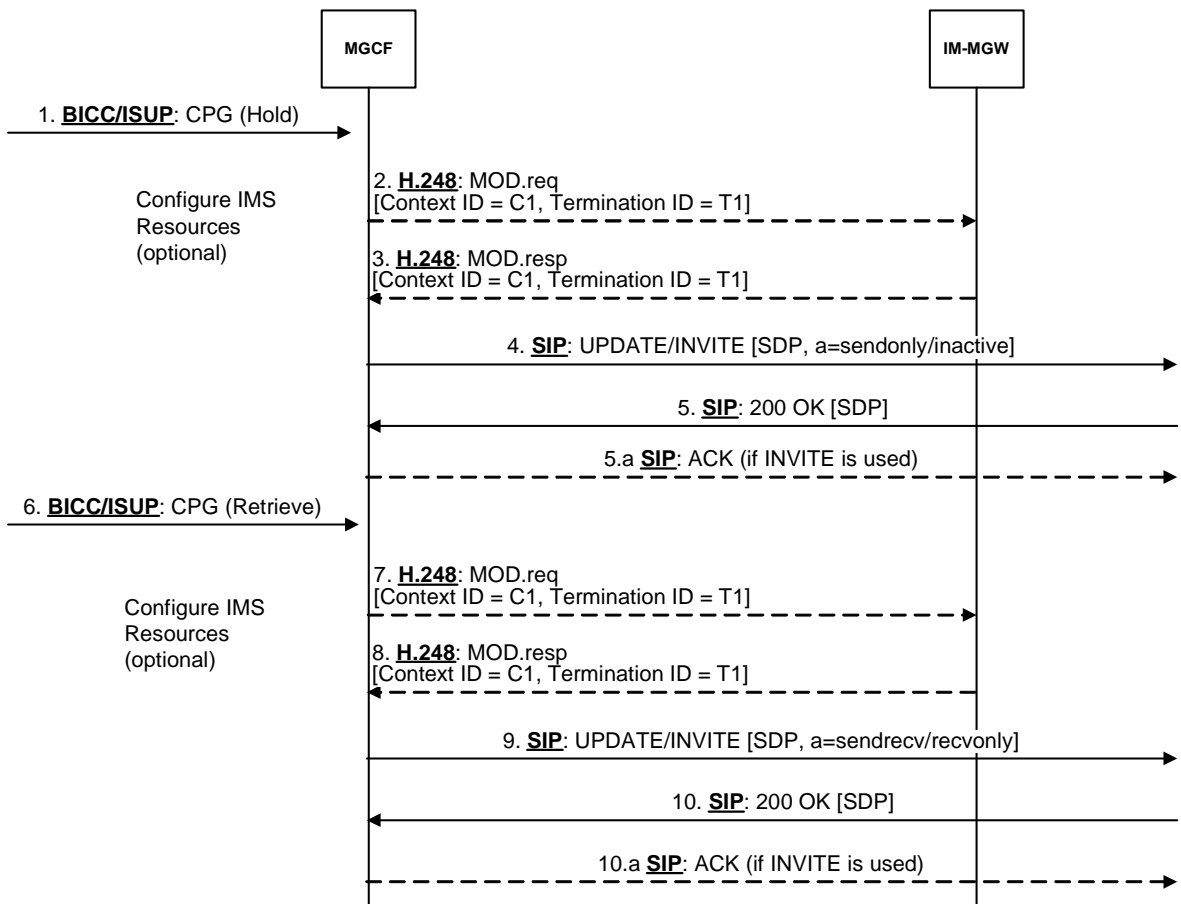 MGCF
IM-MGW
1. BICC/ISUP: CPG (Hold)
2. H.248: MOD.req
[Context ID = C1, Termination ID = T1]
Configure IMS
Resources
(optional)
3. H.248: MOD.resp
[Context ID = C1, Termination ID = T1]
4. SIP: UPDATE/INVITE [SDP, a=sendonly/inactive]
5. SIP: 200 OK [SDP]
5.a SIP: ACK (if INVITE is used)
6. BICC/ISUP: CPG (Retrieve)
7. H.248: MOD.req
[Context ID = C1, Termination ID = T1]
Configure IMS
Resources
(optional)
8. H.248: MOD.resp
[Context ID = C1, Termination ID = T1]
9. SIP: UPDATE/INVITE [SDP, a=sendrecv/recvonly]
10. SIP: 200 OK [SDP]
10.a SIP: ACK (if INVITE is used)